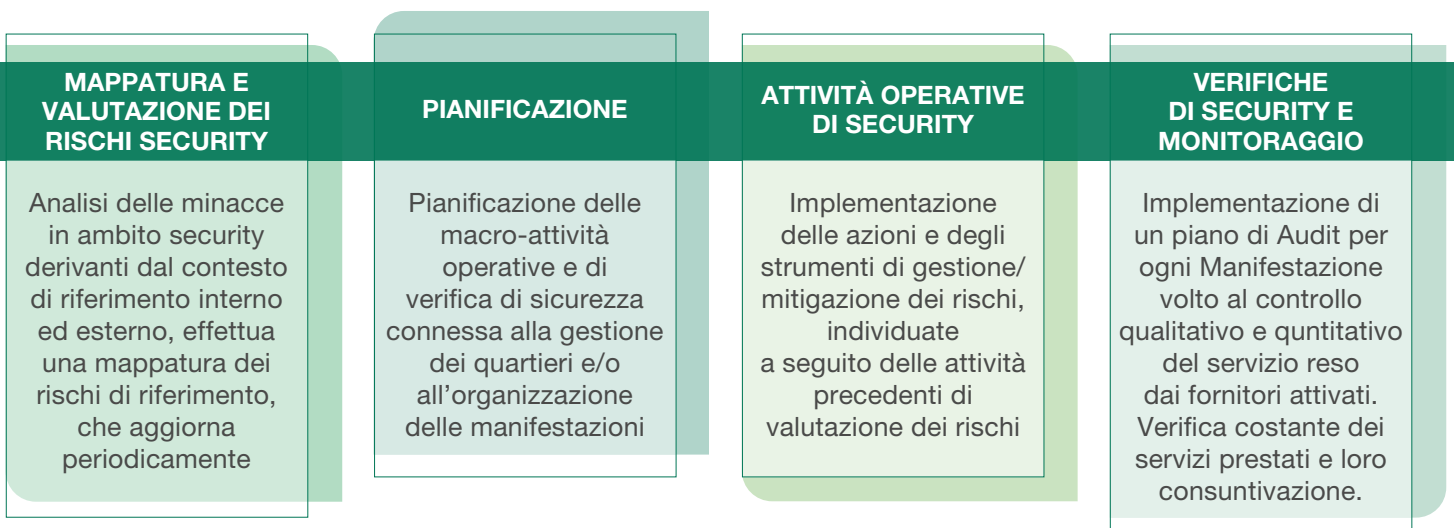 MAPPATURA E
VALUTAZIONE DEI
RISCHI SECURITY
Analisi delle minacce
in ambito security
derivanti dal contesto
di riferimento interno
ed esterno, effettua
una mappatura dei
rischi di riferimento,
che aggiorna
periodicamente
PIANIFICAZIONE
Pianificazione delle
macro-attività
operative e di
verifica di sicurezza
connessa alla gestione
dei quartieri e/o
all’organizzazione
delle manifestazioni
ATTIVITÀ OPERATIVE
DI SECURITY
Implementazione
delle azioni e degli
strumenti di gestione/
mitigazione dei rischi,
individuate
a seguito delle attività
precedenti di
valutazione dei rischi
VERIFICHE
DI SECURITY E
MONITORAGGIO
Implementazione di
un piano di Audit per
ogni Manifestazione
volto al controllo
qualitativo e quntitativo
del servizio reso
dai fornitori attivati.
Verifica costante dei
servizi prestati e loro
consuntivazione.